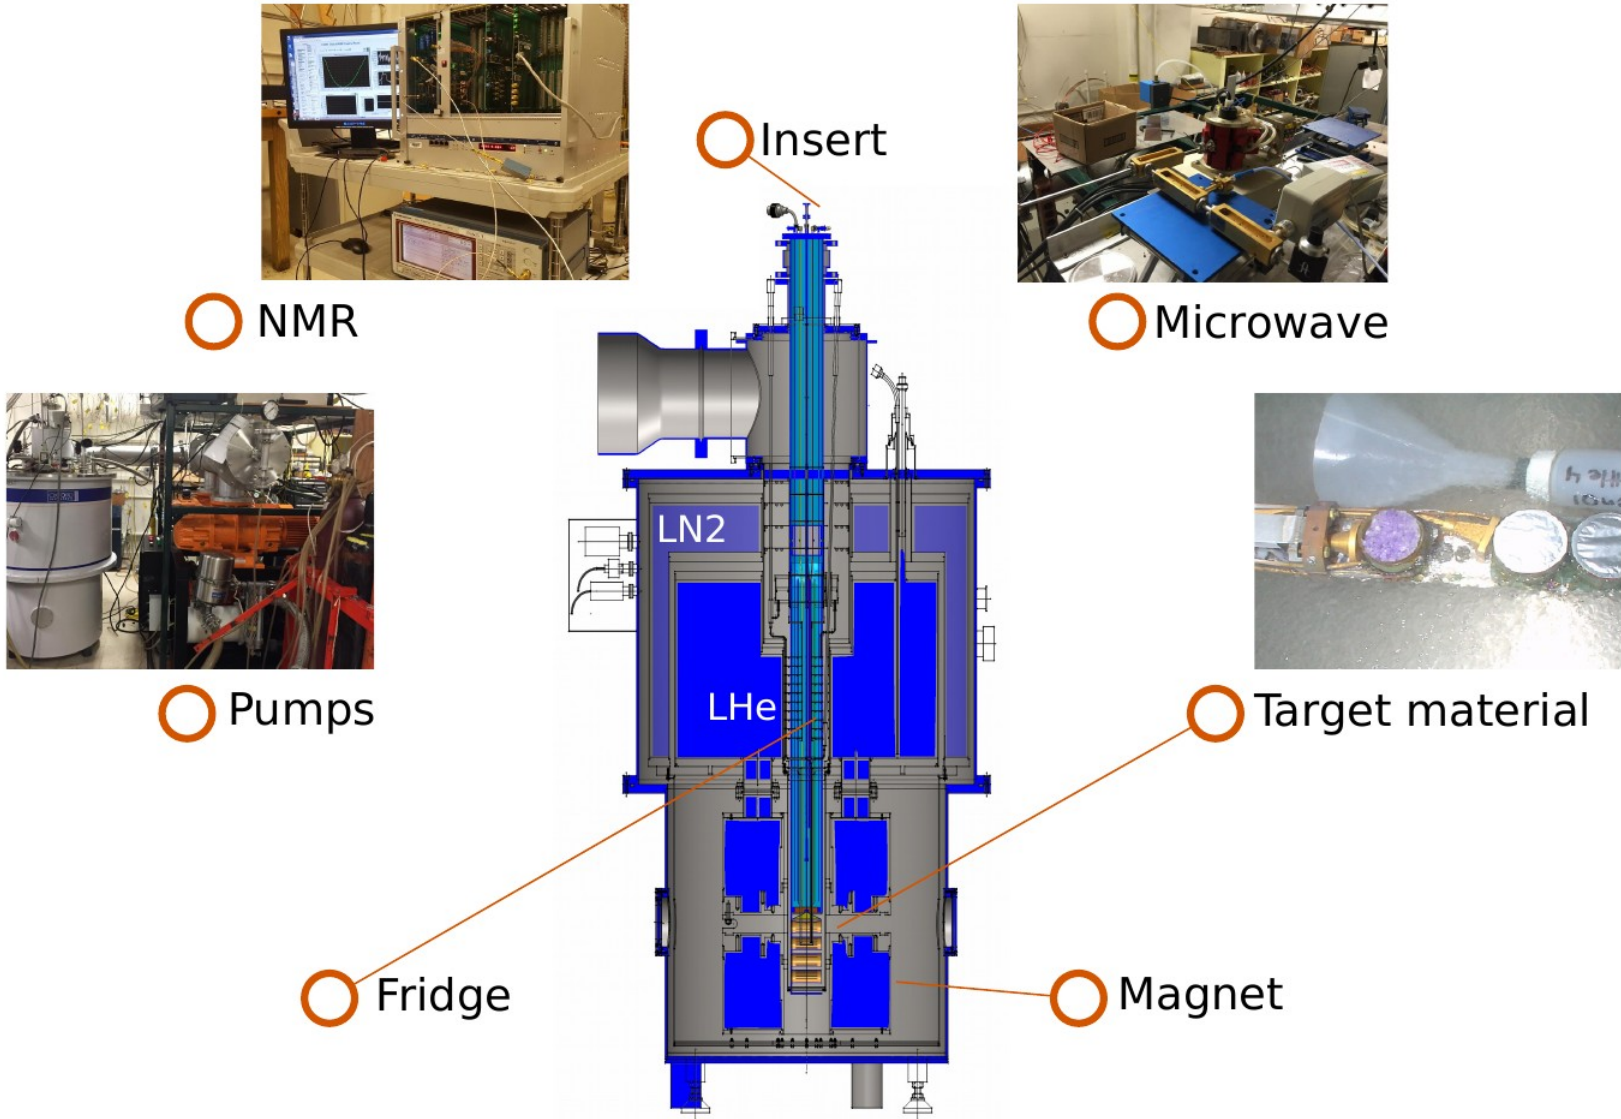 Insert
NMR
Microwave
LN2
LHe
Pumps
Target material
Fridge
Magnet